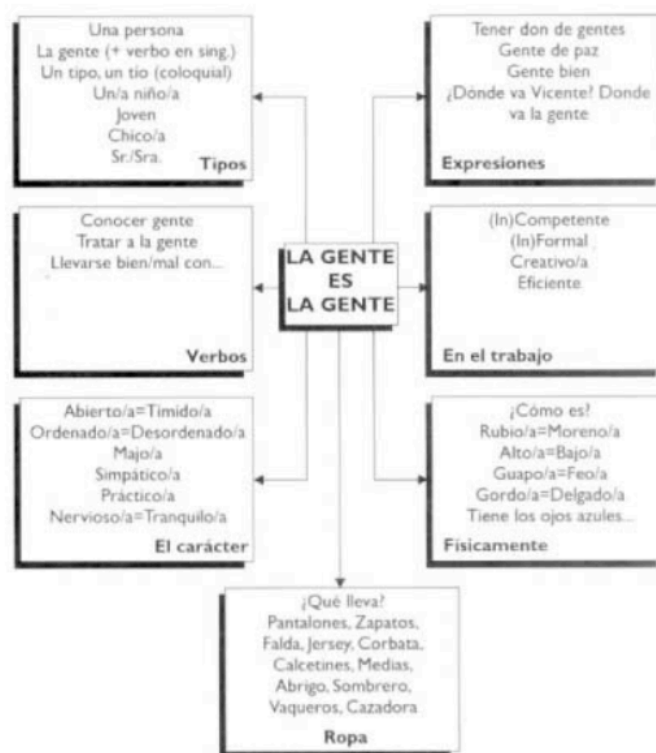 Una persona
La gente (+ verbo en sing.)
Un tipo, un tío (coloquial)
Un/a niño/a
Joven
Chico/a
Sr./Sra.
Tipos
Tener don de gentes
Gente de paz
Gente bien
¿Dónde va Vicente? Donde
va la gente
Expresiones
Conocer gente
Tratar a la gente
Llevarse bien/mal con...
Verbos
LA GENTE
ES
LA GENTE
(In)Competente
(In)Formal
Creativo/a
Eficiente
En el trabajo
Abierto/a=Tímido/a
Ordenado/a=Desordenado/a
Majo/a
Simpático/a
Práctico/a
Nervioso/a=Tranquilo/a
El carácter
¿Cómo es?
Rubio/a=Moreno/a
Alto/a=Bajo/a
Guapo/a=Feo/a
Gordo/a=Delgado/a
Tiene los ojos azules...
Físicamente
¿Qué lleva?
Pantalones, Zapatos,
Falda, Jersey, Corbata,
Calcetines, Medias,
Abrigo, Sombrero,
Vaqueros, Cazadora
Ropa